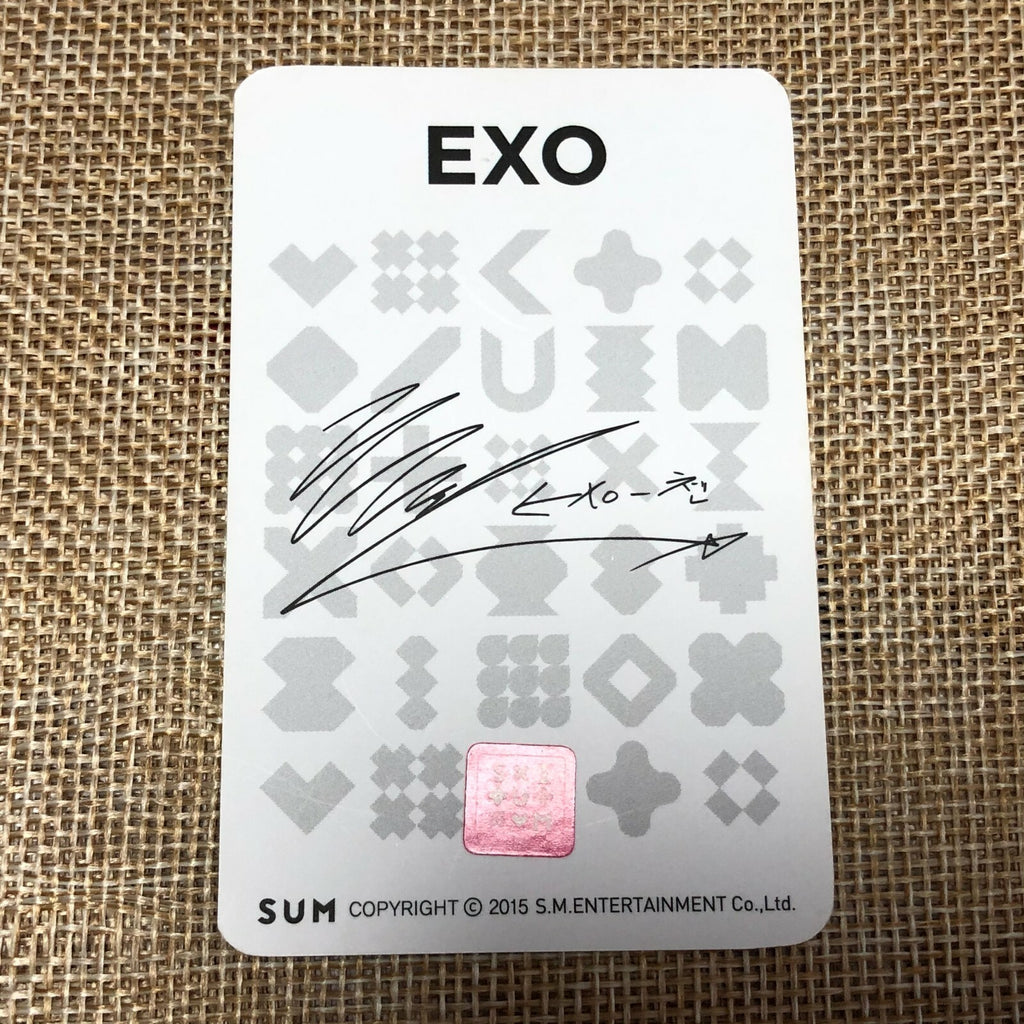 EXO
EXO-첸
SUM COPYRIGHT © 2015 S.M.ENTERTAINMENT Co.,Ltd.